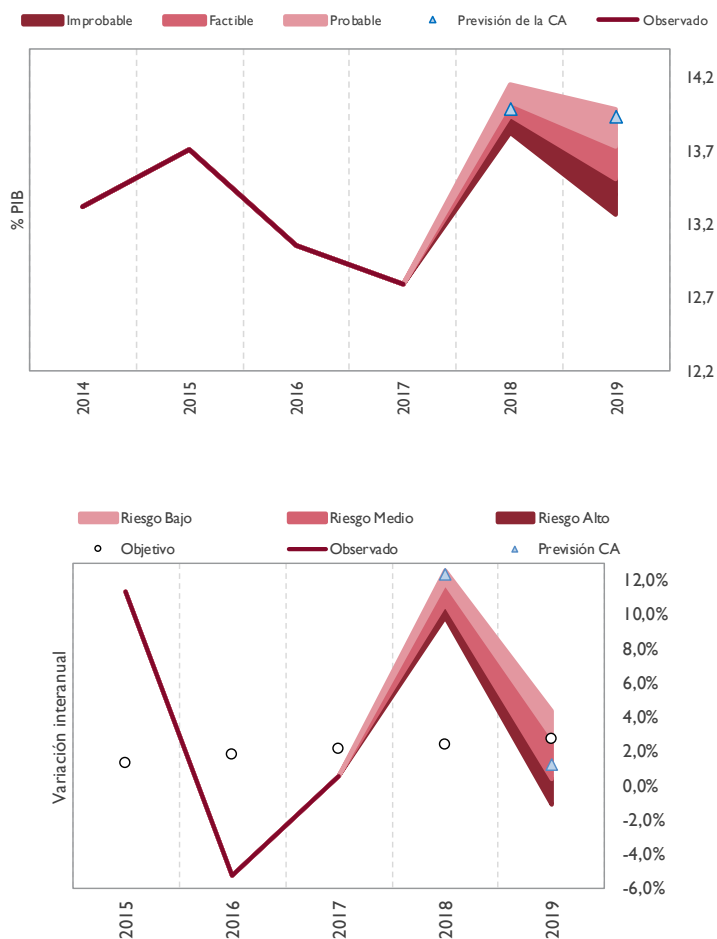 Improbable Factible Probable Previsión de la CA Observado
14,2
13,7
13,2
12,7
12,2
% PIB
2014 2015 2016 2017 2018 2019
Riesgo Bajo Riesgo Medio Riesgo Alto
Objetivo Observado Previsión CA
12,0%
10,0%
8,0%
6,0%
4,0%
2,0%
0,0%
-2,0%
-4,0%
-6,0%
Variación interanual
2015 2016 2017 2018 2019